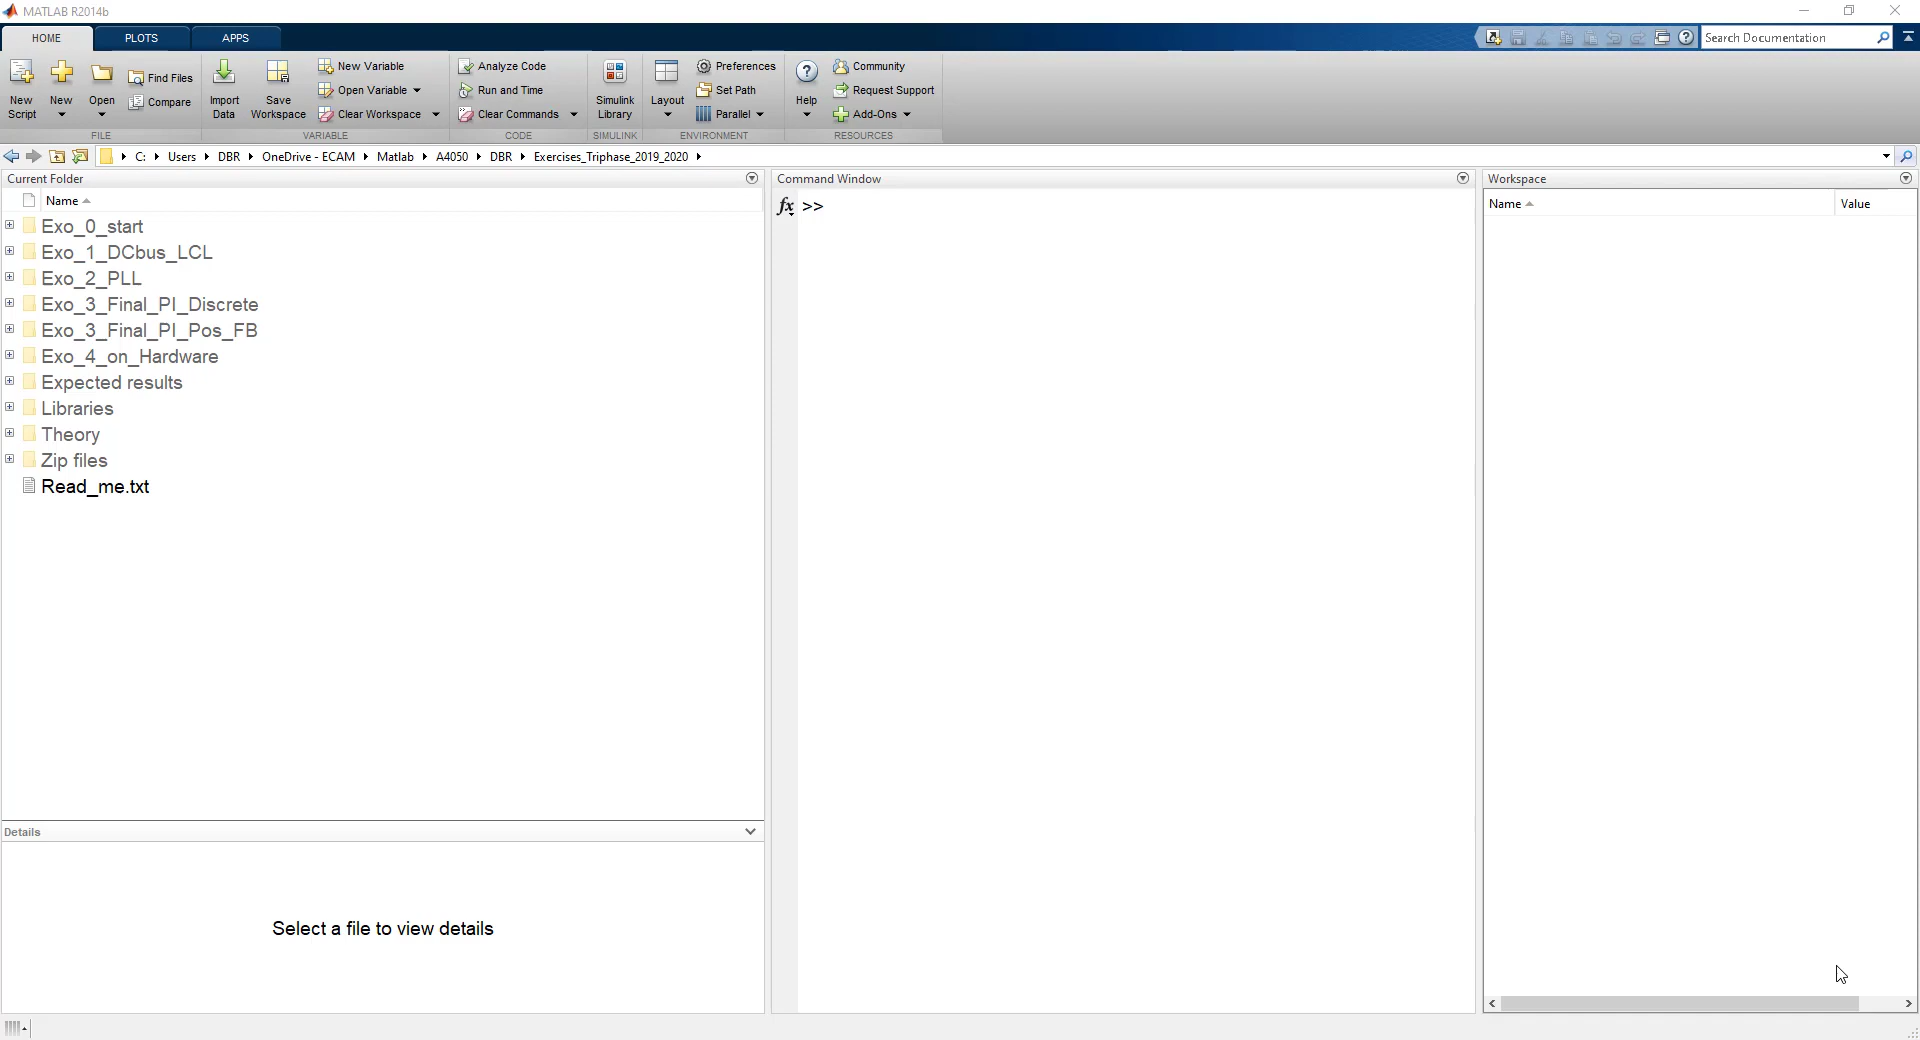 MATLAB R2014b
HOME PLOTS APPS
Search Documentation
New Script
New
Open
Find Files
Compare
Import Data
Save Workspace
New Variable
Open Variable
Clear Workspace
Analyze Code
Run and Time
Clear Commands
Simulink Library
Layout
Preferences
Set Path
Parallel
Help
Community
Request Support
Add-Ons
FILE VARIABLE CODE SIMULINK ENVIRONMENT RESOURCES
C: Users DBR OneDrive - ECAM Matlab A4050 DBR Exercises_Triphase_2019_2020
Current Folder
Name
Exo_0_start
Exo_1_DCbus_LCL
Exo_2_PLL
Exo_3_Final_PI_Discrete
Exo_3_Final_PI_Pos_FB
Exo_4_on_Hardware
Expected results
Libraries
Theory
Zip files
Read_me.txt
Details
Select a file to view details
Command Window
fx >>
Workspace
Name Value